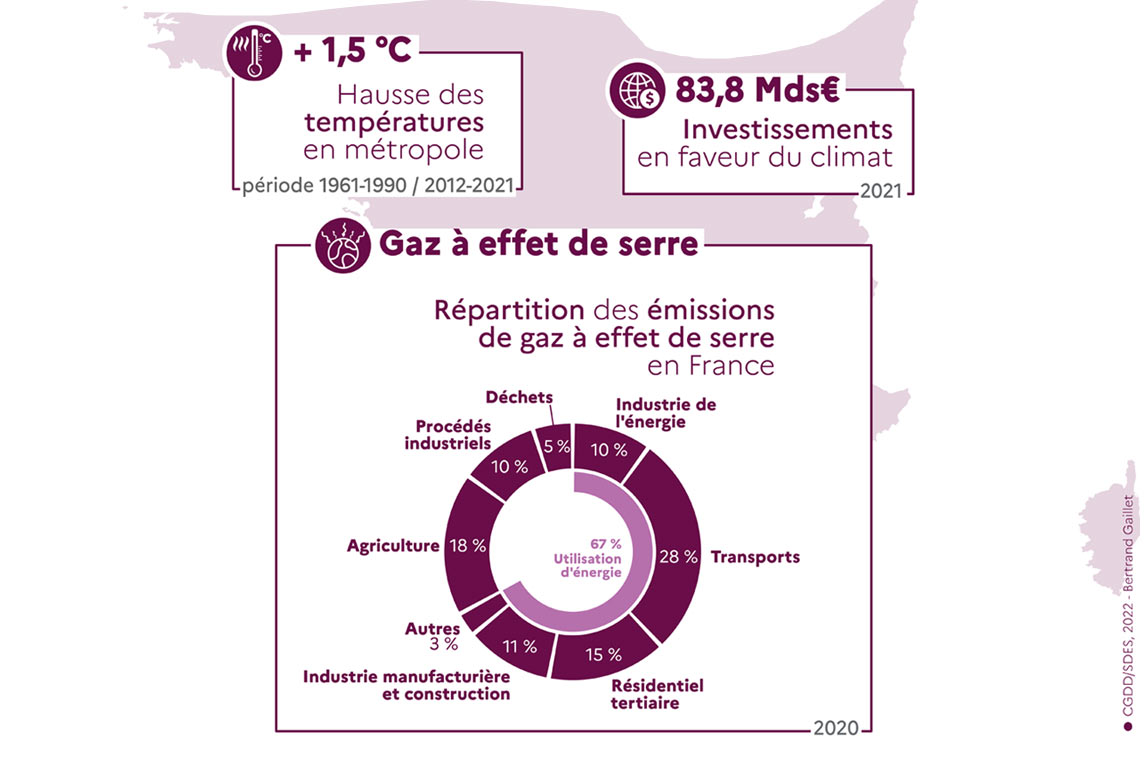 °C
+ 1,5 °C
Hausse des
températures
en métropole
période 1961-1990 / 2012-2021
$
83,8 Mds€
Investissements
en faveur du climat
2021
Gaz à effet de serre
Répartition des émissions
de gaz à effet de serre
en France
Déchets
5 %
Industrie de
l'énergie
10 %
Procédés
industriels
10 %
Agriculture
18 %
67 %
Utilisation
d'énergie
28 %
Transports
Autres
3 %
11 %
Industrie manufacturière
et construction
15 %
Résidentiel
tertiaire
2020
● CGDD/SDES, 2022 - Bertrand Gaillet